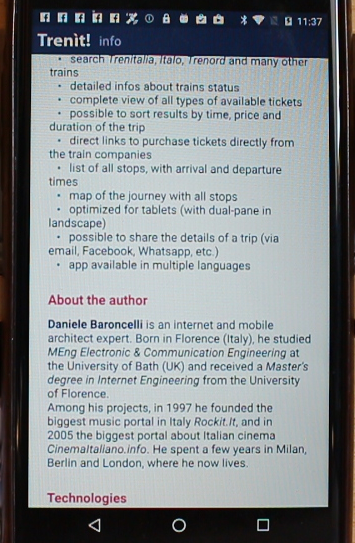 11:37
Trenìt! info
• search Trenitalia, Italo, Trenord and many other
trains
• detailed infos about trains status
• complete view of all types of available tickets
• possible to sort results by time, price and
duration of the trip
• direct links to purchase tickets directly from
the train companies
• list of all stops, with arrival and departure
times
• map of the journey with all stops
• optimized for tablets (with dual-pane in
landscape)
• possible to share the details of a trip (via
email, Facebook, Whatsapp, etc.)
• app available in multiple languages
About the author
Daniele Baroncelli is an internet and mobile
architect expert. Born in Florence (Italy), he studied
MEng Electronic & Communication Engineering at
the University of Bath (UK) and received a Master's
degree in Internet Engineering from the University
of Florence.
Among his projects, in 1997 he founded the
biggest music portal in Italy Rockit.It, and in
2005 the biggest portal about Italian cinema
CinemaItaliano.info. He spent a few years in Milan,
Berlin and London, where he now lives.
Technologies